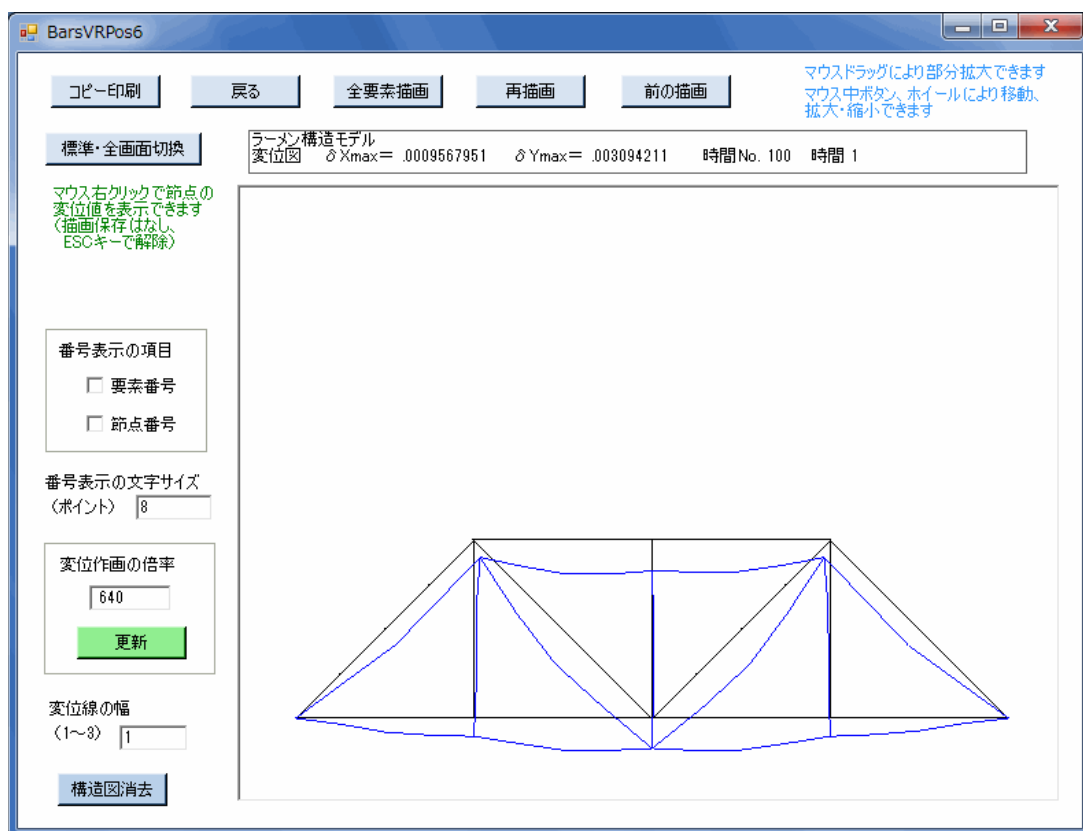 BarsVRPos6
コピー印刷
戻る
全要素描画
再描画
前の描画
マウスドラッグにより部分拡大できます
マウス中ボタン、ホイールにより移動、
拡大・縮小できます
標準・全画面切換
ラーメン構造モデル
変位図 δXmax= .0009567951 δYmax= .003094211 時間No. 100 時間 1
マウス右クリックで節点の
変位値を表示できます
(描画保存はなし、
ESCキーで解除)
番号表示の項目
要素番号
節点番号
番号表示の文字サイズ
(ポイント) 8
変位作画の倍率
640
更新
変位線の幅
(1~3) 1
構造図消去